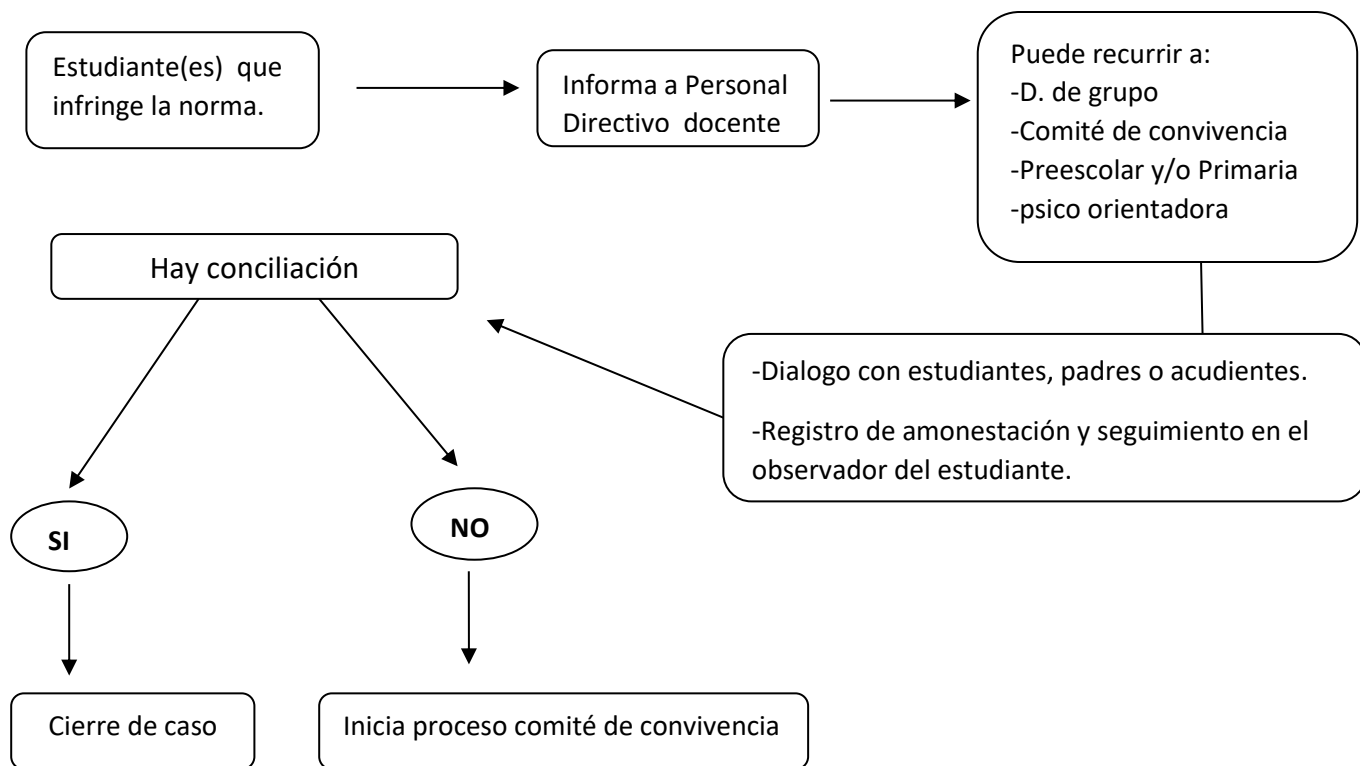 Estudiante(es) que
infringe la norma.
Informa a Personal
Directivo docente
Puede recurrir a:
-D. de grupo
-Comité de convivencia
-Preescolar y/o Primaria
-psico orientadora
Hay conciliación
-Dialogo con estudiantes, padres o acudientes.
-Registro de amonestación y seguimiento en el
observador del estudiante.
SI
NO
Cierre de caso
Inicia proceso comité de convivencia